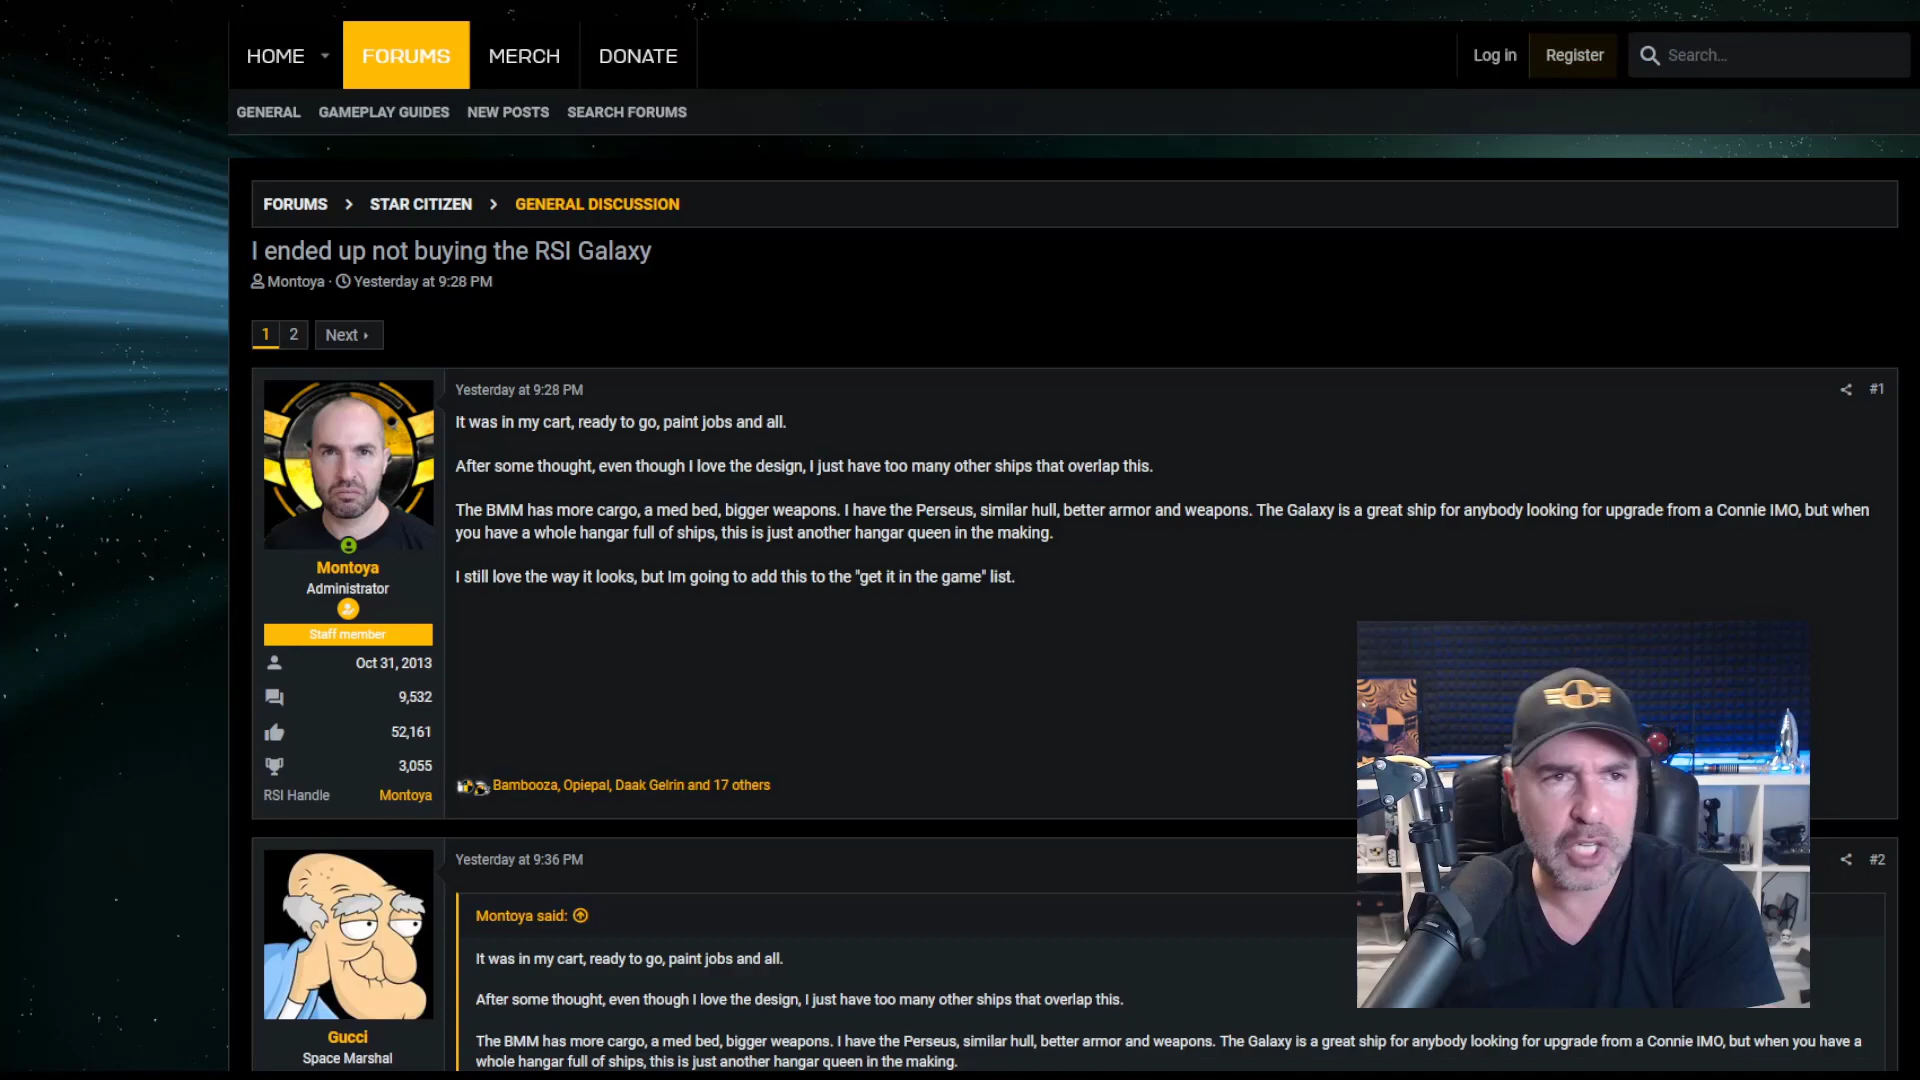 HOME
FORUMS
MERCH
DONATE
Log in
Register
Search...
GENERAL
GAMEPLAY GUIDES
NEW POSTS
SEARCH FORUMS
FORUMS > STAR CITIZEN > GENERAL DISCUSSION
I ended up not buying the RSI Galaxy
Montoya · Yesterday at 9:28 PM
1 2 Next
Yesterday at 9:28 PM
#1
It was in my cart, ready to go, paint jobs and all.
After some thought, even though I love the design, I just have too many other ships that overlap this.
The BMM has more cargo, a med bed, bigger weapons. I have the Perseus, similar hull, better armor and weapons. The Galaxy is a great ship for anybody looking for upgrade from a Connie IMO, but when
you have a whole hangar full of ships, this is just another hangar queen in the making.
I still love the way it looks, but Im going to add this to the "get it in the game" list.
Montoya
Administrator
Staff member
Oct 31, 2013
9,532
52,161
3,055
RSI Handle Montoya
Bambooza, Opiepal, Daak Gelrin and 17 others
Yesterday at 9:36 PM
#2
Montoya said:
It was in my cart, ready to go, paint jobs and all.
After some thought, even though I love the design, I just have too many other ships that overlap this.
The BMM has more cargo, a med bed, bigger weapons. I have the Perseus, similar hull, better armor and weapons. The Galaxy is a great ship for anybody looking for upgrade from a Connie IMO, but when you have a
whole hangar full of ships, this is just another hangar queen in the making.
Gucci
Space Marshal